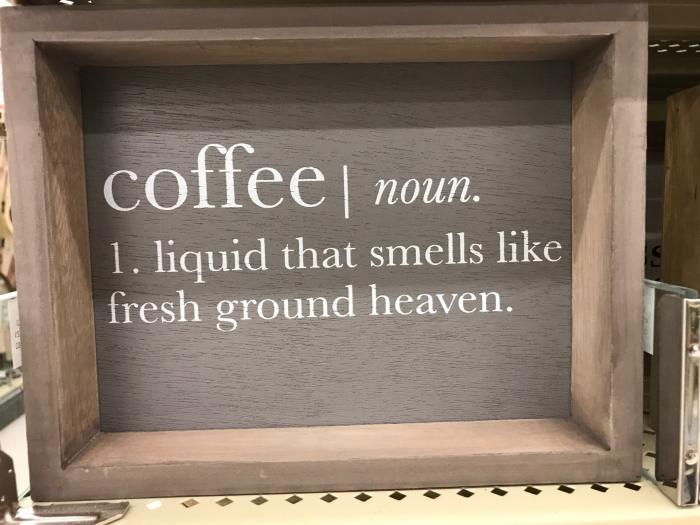 coffee | noun.
1. liquid that smells like
fresh ground heaven.